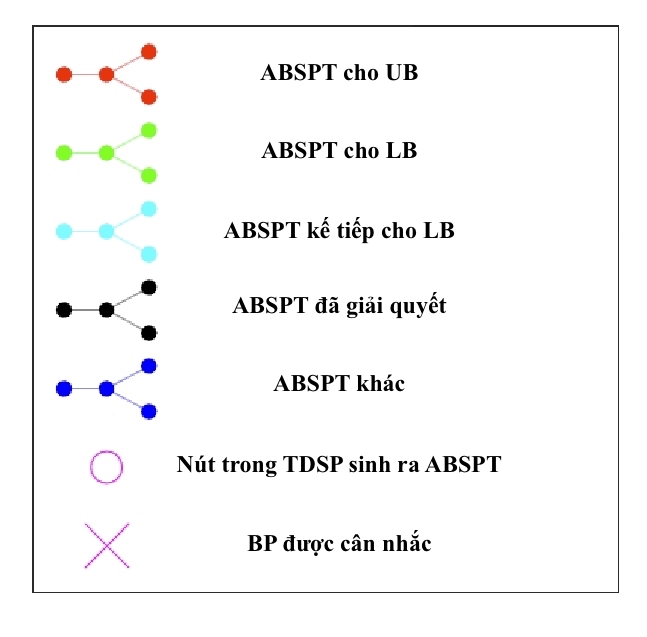 ABSPT cho UB
ABSPT cho LB
ABSPT kế tiếp cho LB
ABSPT đã giải quyết
ABSPT khác
Nút trong TDSP sinh ra ABSPT
BP được cân nhắc